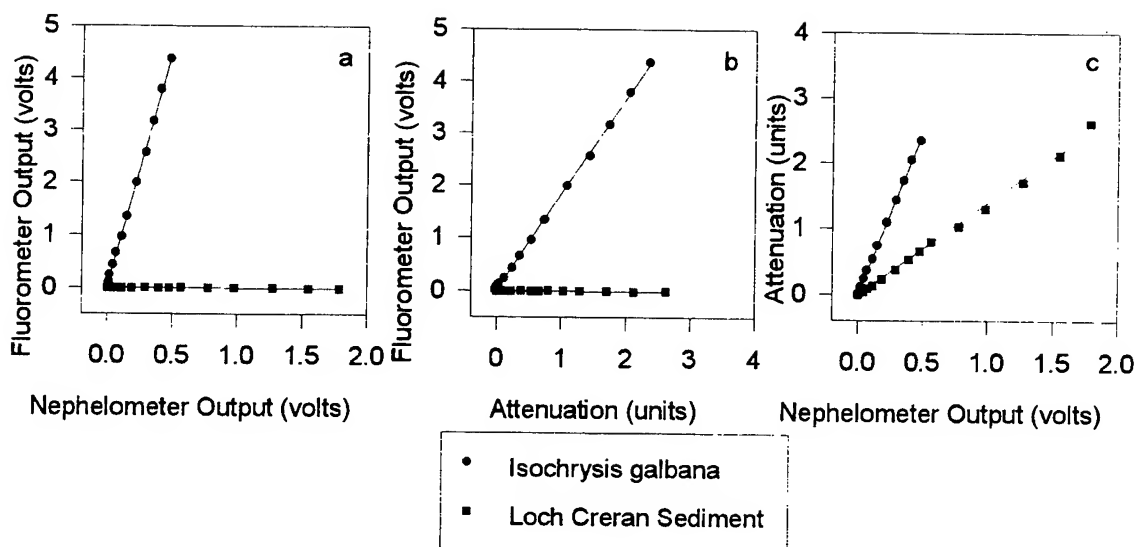 5
4
3
2
1
0
a
Fluorometer Output (volts)
0.0 0.5 1.0 1.5 2.0
Nephelometer Output (volts)
5
4
3
2
1
0
b
Fluorometer Output (volts)
0 1 2 3 4
Attenuation (units)
4
3
2
1
0
c
Attenuation (units)
0.0 0.5 1.0 1.5 2.0
Nephelometer Output (volts)
Isochrysis galbana
Loch Creran Sediment